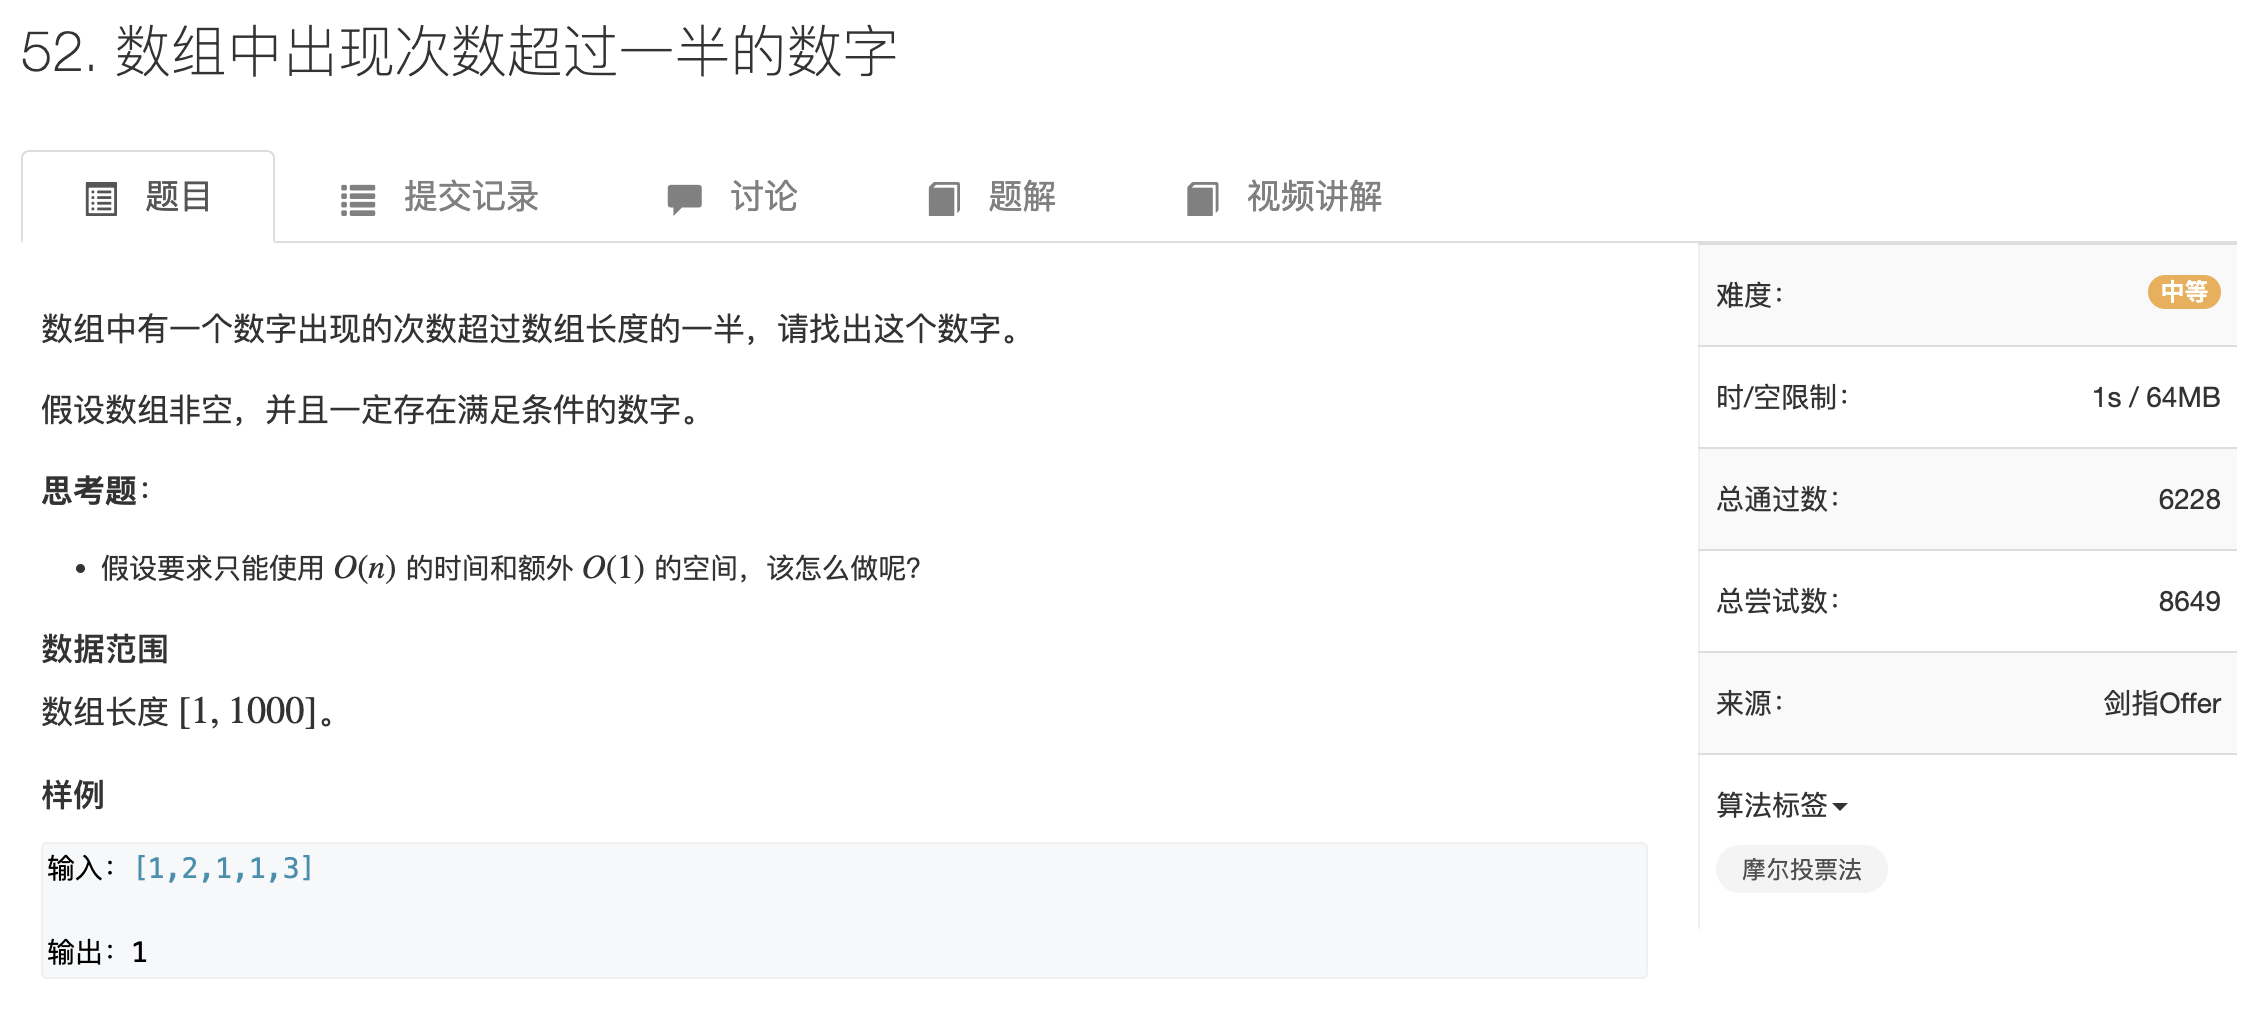 52. 数组中出现次数超过一半的数字
题目
提交记录
讨论
题解
视频讲解
数组中有一个数字出现的次数超过数组长度的一半，请找出这个数字。
假设数组非空，并且一定存在满足条件的数字。
思考题：
• 假设要求只能使用 O(n) 的时间和额外 O(1) 的空间，该怎么做呢？
数据范围
数组长度 [1, 1000]。
样例
输入：[1,2,1,1,3]
输出：1
难度： 中等
时/空限制： 1s / 64MB
总通过数： 6228
总尝试数： 8649
来源： 剑指Offer
算法标签
摩尔投票法